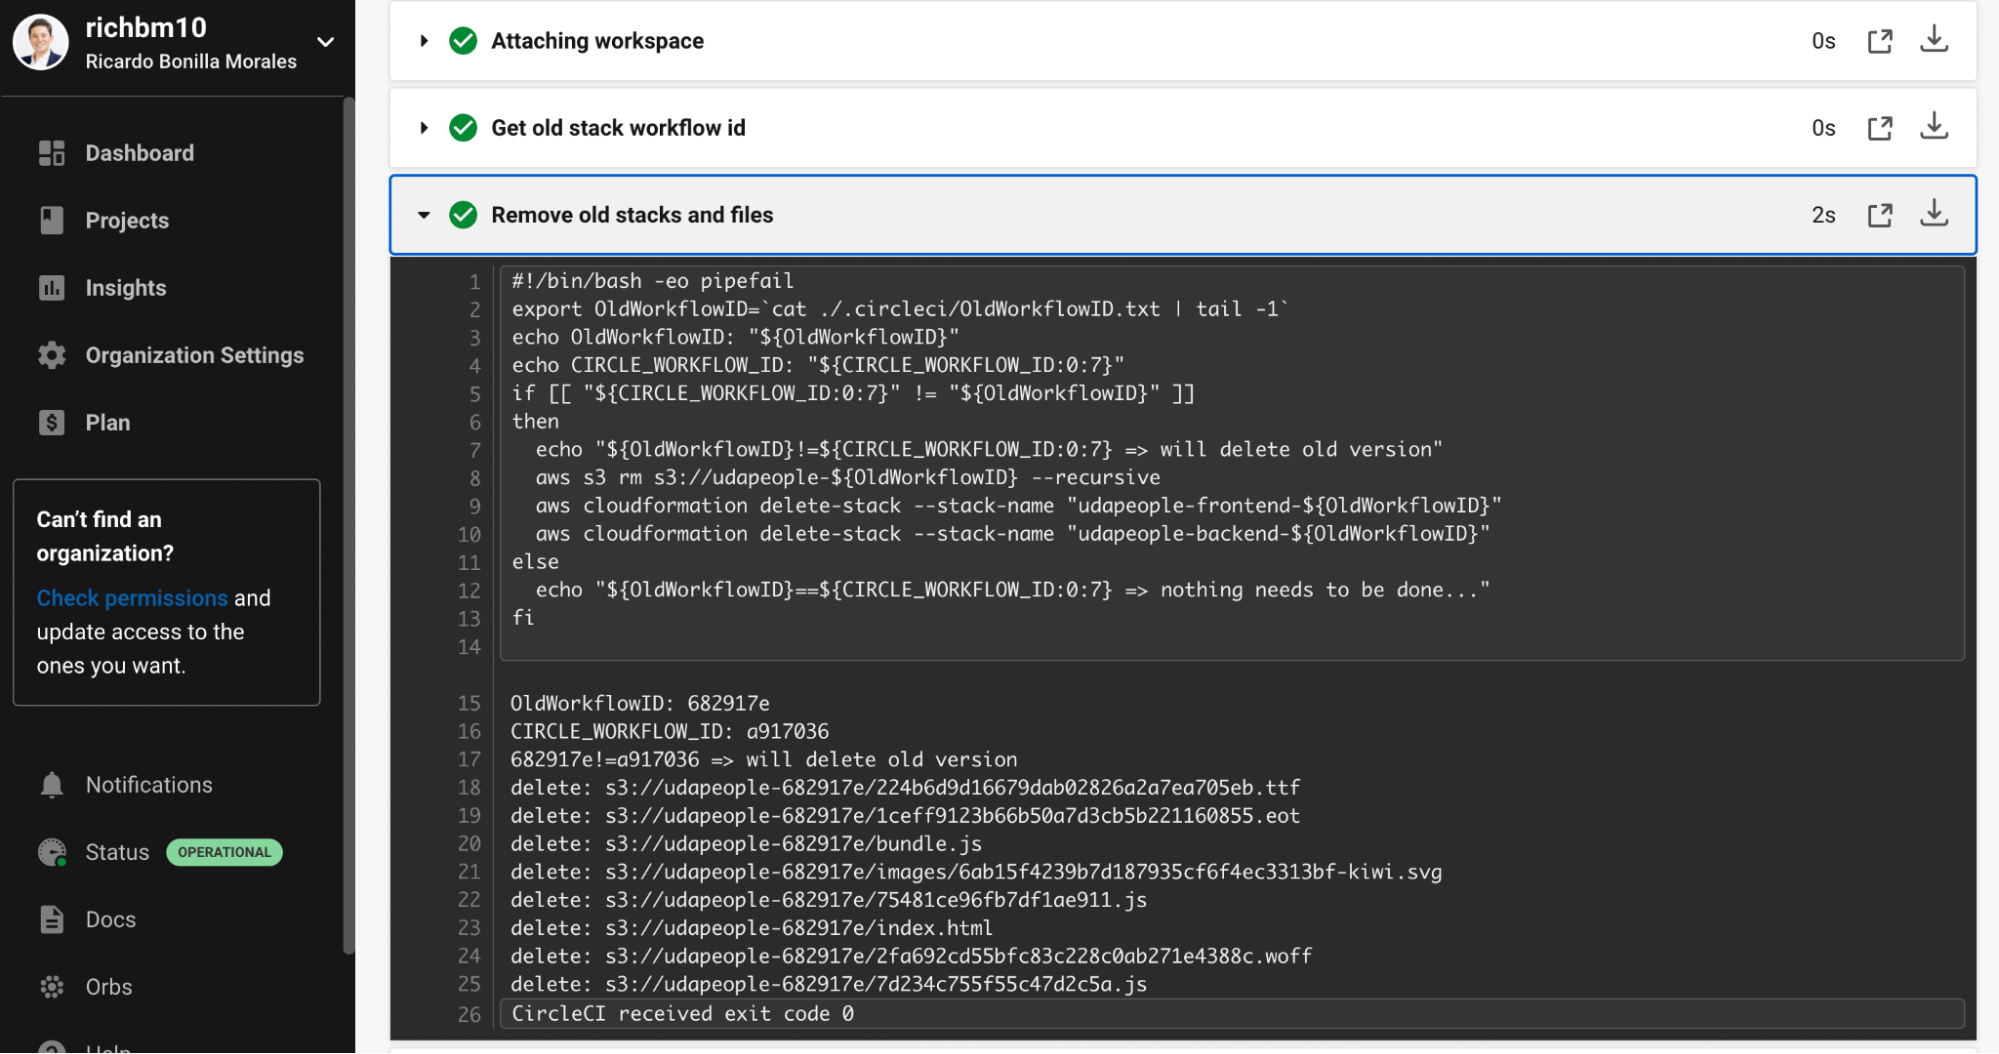 richbm10
Ricardo Bonilla Morales
Dashboard
Projects
Insights
Organization Settings
Plan
Can't find an
organization?
Check permissions and
update access to the
ones you want.
Notifications
Status OPERATIONAL
Docs
Orbs
Help
Attaching workspace 0s
Get old stack workflow id 0s
Remove old stacks and files 2s
1 #!/bin/bash -eo pipefail
2 export OldWorkflowID=`cat ./.circleci/OldWorkflowID.txt | tail -1`
3 echo OldWorkflowID: "${OldWorkflowID}"
4 echo CIRCLE_WORKFLOW_ID: "${CIRCLE_WORKFLOW_ID:0:7}"
5 if [[ "${CIRCLE_WORKFLOW_ID:0:7}" != "${OldWorkflowID}" ]]
6 then
7   echo "${OldWorkflowID}!=${CIRCLE_WORKFLOW_ID:0:7} => will delete old version"
8   aws s3 rm s3://udapeople-${OldWorkflowID} --recursive
9   aws cloudformation delete-stack --stack-name "udapeople-frontend-${OldWorkflowID}"
10   aws cloudformation delete-stack --stack-name "udapeople-backend-${OldWorkflowID}"
11 else
12   echo "${OldWorkflowID}==${CIRCLE_WORKFLOW_ID:0:7} => nothing needs to be done..."
13 fi
14
15 OldWorkflowID: 682917e
16 CIRCLE_WORKFLOW_ID: a917036
17 682917e!=a917036 => will delete old version
18 delete: s3://udapeople-682917e/224b6d9d16679dab02826a2a7ea705eb.ttf
19 delete: s3://udapeople-682917e/1ceff9123b66b50a7d3cb5b221160855.eot
20 delete: s3://udapeople-682917e/bundle.js
21 delete: s3://udapeople-682917e/images/6ab15f4239b7d187935cf6f4ec3313bf-kiwi.svg
22 delete: s3://udapeople-682917e/75481ce96fb7df1ae911.js
23 delete: s3://udapeople-682917e/index.html
24 delete: s3://udapeople-682917e/2fa692cd55bfc83c228c0ab271e4388c.woff
25 delete: s3://udapeople-682917e/7d234c755f55c47d2c5a.js
26 CircleCI received exit code 0